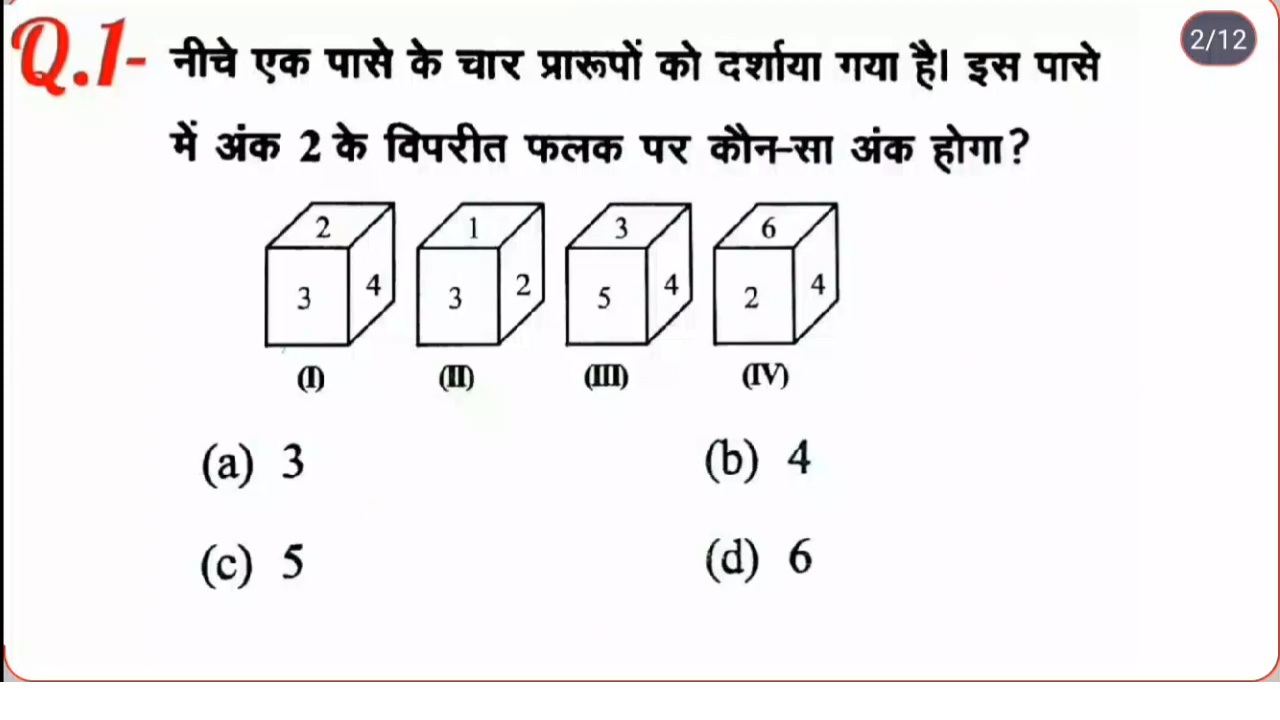 2/12
Q.1- नीचे एक पासे के चार प्रारूपों को दर्शाया गया है। इस पासे
में अंक 2 के विपरीत फलक पर कौन-सा अंक होगा?
2 1 3 6
3 4 3 2 5 4 2 4
(I) (II) (III) (IV)
(a) 3 (b) 4
(c) 5 (d) 6